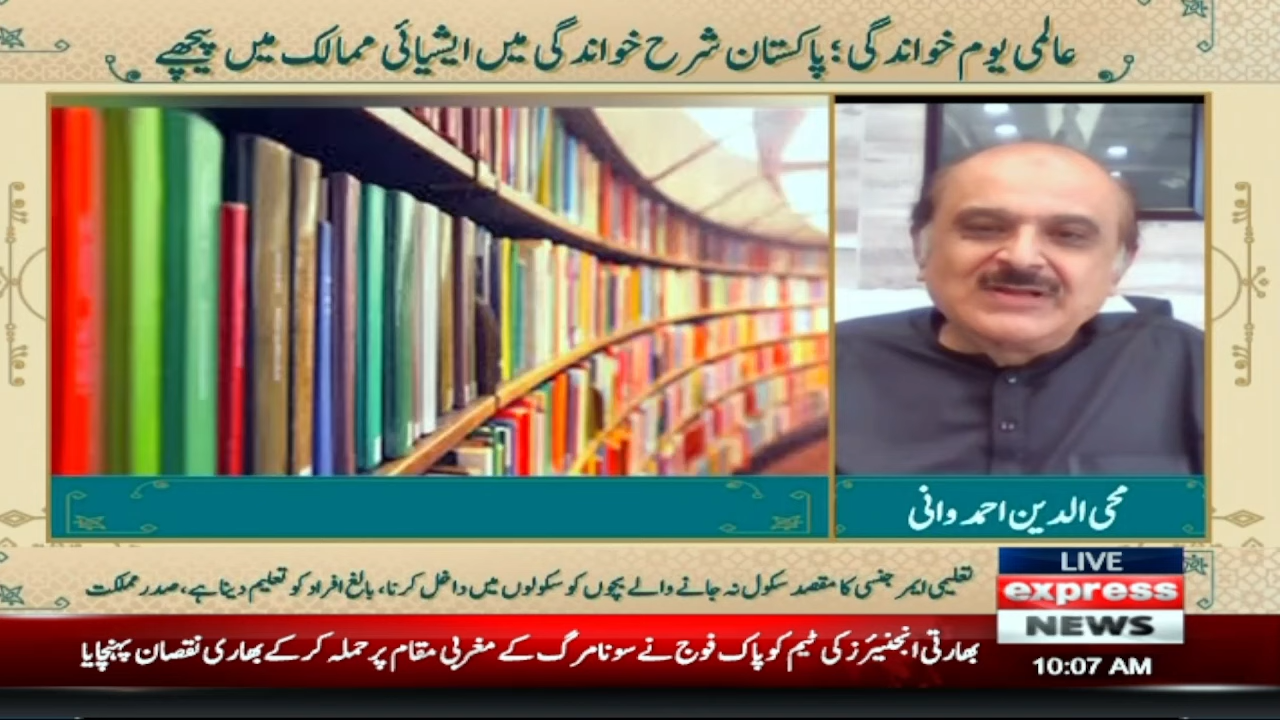 عالمی یوم خواندگی؛ پاکستان شرح خواندگی میں ایشیائی ممالک میں پیچھے
محی الدین احمد وانی
تعلیمی ایمرجنسی کا مقصد سکول نہ جانے والے بچوں کو سکولوں میں داخل کرنا، بالغ افراد کو تعلیم دینا ہے، صدر مملکت
LIVE
express
NEWS
بھارتی انجنیئرز کی ٹیم کو پاک فوج نے سونا مرگ کے مغربی مقام پر حملہ کر کے بھاری نقصان پہنچایا
10:07 AM